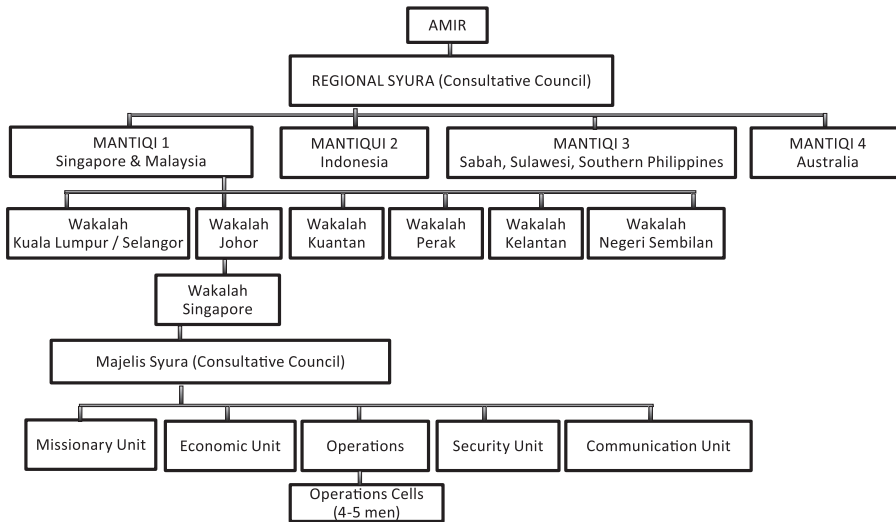 AMIR
REGIONAL SYURA (Consultative Council)
MANTIQI 1
Singapore & Malaysia
MANTIQUI 2
Indonesia
MANTIQI 3
Sabah, Sulawesi, Southern Philippines
MANTIQI 4
Australia
Wakalah
Kuala Lumpur / Selangor
Wakalah
Johor
Wakalah
Kuantan
Wakalah
Perak
Wakalah
Kelantan
Wakalah
Negeri Sembilan
Wakalah
Singapore
Majelis Syura (Consultative Council)
Missionary Unit
Economic Unit
Operations
Security Unit
Communication Unit
Operations Cells
(4-5 men)